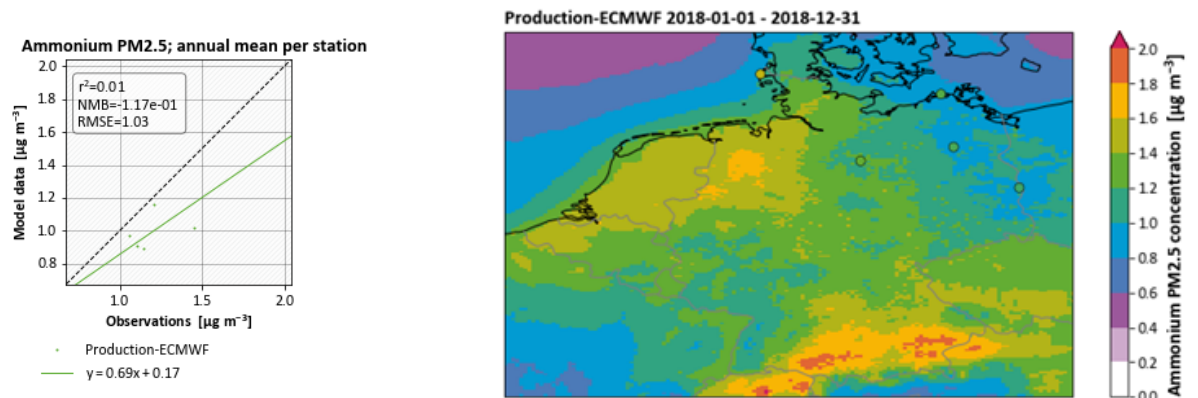 Production-ECMWF 2018-01-01 - 2018-12-31
Ammonium PM2.5; annual mean per station
r²=0.01
NMB=-1.17e-01
RMSE=1.03
2.0
1.8
1.6
1.4
1.2
1.0
0.8
Model data [µg m⁻³]
1.0
1.5
2.0
Observations [µg m⁻³]
Production-ECMWF
y = 0.69x + 0.17
2.0
1.8
1.6
1.4
1.2
1.0
0.8
0.6
0.4
0.2
0.0
Ammonium PM2.5 concentration [µg m⁻³]